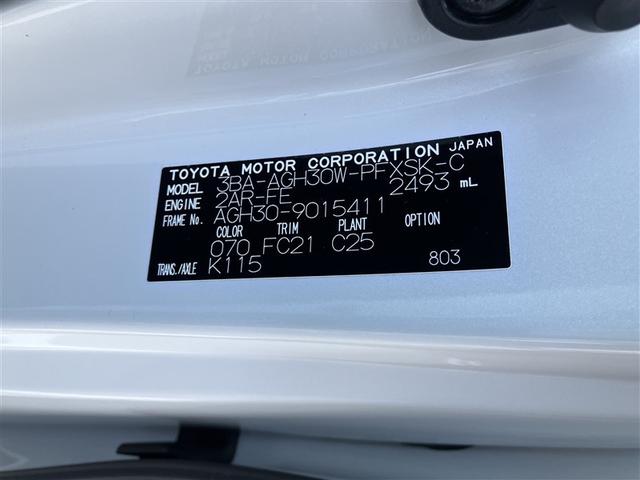 TOYOTA MOTOR CORPORATION JAPAN
MODEL 3BA-AGH30W-PFXSK-C
ENGINE 2AR-FE 2493 mL
FRAME No. AGH30-9015411
COLOR TRIM PLANT OPTION
070 FC21 C25
TRANS./AXLE K115 803